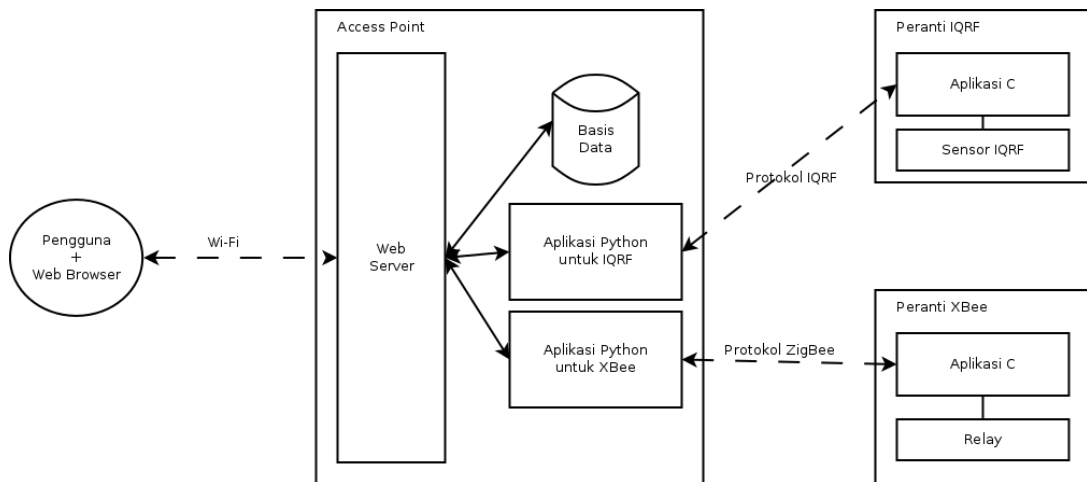 Access Point
Peranti IQRF
Aplikasi C
Sensor IQRF
Basis
Data
Protokol IQRF
Pengguna
+
Web Browser
Wi-Fi
Web
Server
Aplikasi Python
untuk IQRF
Aplikasi Python
untuk XBee
Protokol ZigBee
Peranti XBee
Aplikasi C
Relay